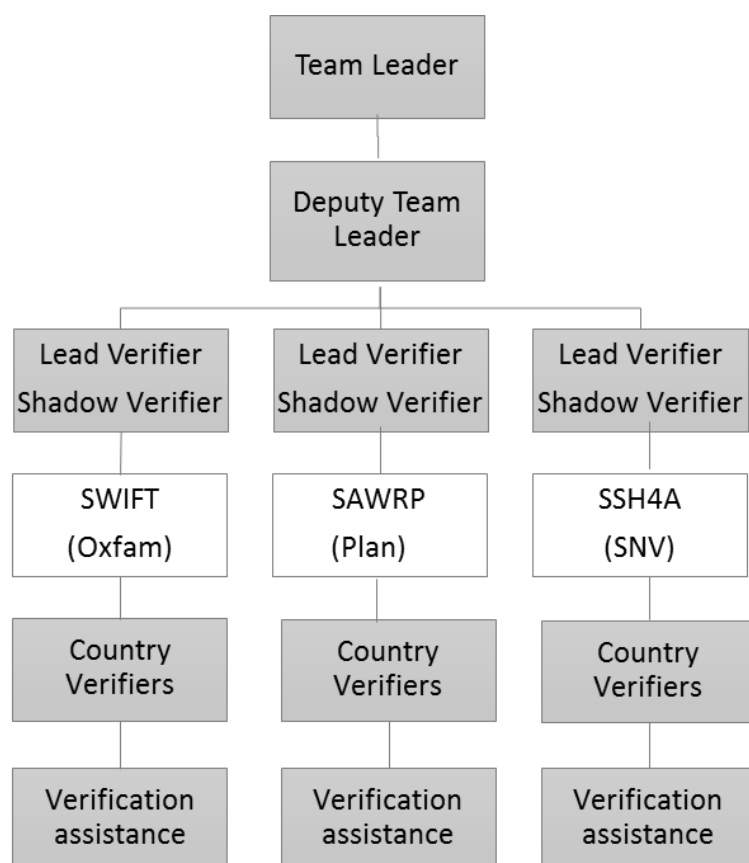 Team Leader
Deputy Team
Leader
Lead Verifier
Shadow Verifier
Lead Verifier
Shadow Verifier
Lead Verifier
Shadow Verifier
SWIFT
(Oxfam)
SAWRP
(Plan)
SSH4A
(SNV)
Country
Verifiers
Country
Verifiers
Country
Verifiers
Verification
assistance
Verification
assistance
Verification
assistance